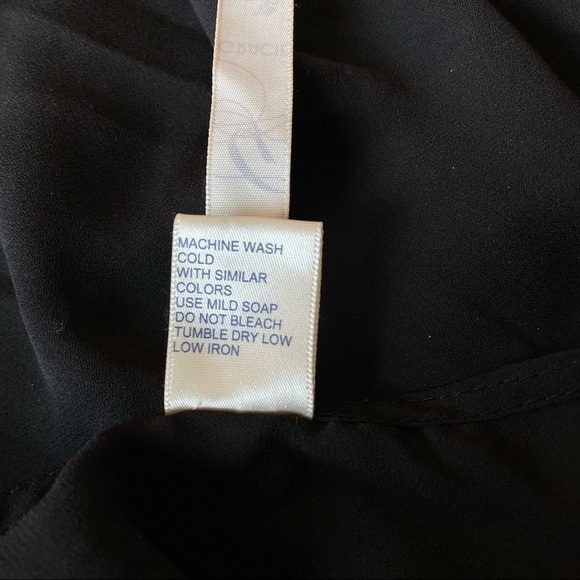 MACHINE WASH
COLD
WITH SIMILAR
COLORS
USE MILD SOAP
DO NOT BLEACH
TUMBLE DRY LOW
LOW IRON